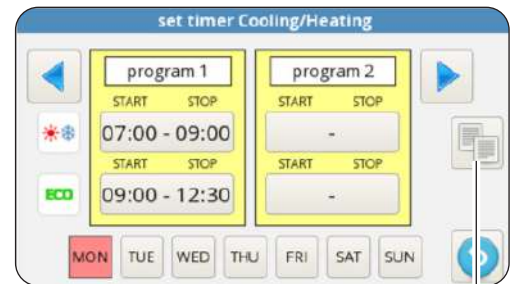 set timer Cooling/Heating
program 1 program 2
START STOP START STOP
07:00 - 09:00 -
START STOP START STOP
ECO 09:00 - 12:30 -
MON TUE WED THU FRI SAT SUN